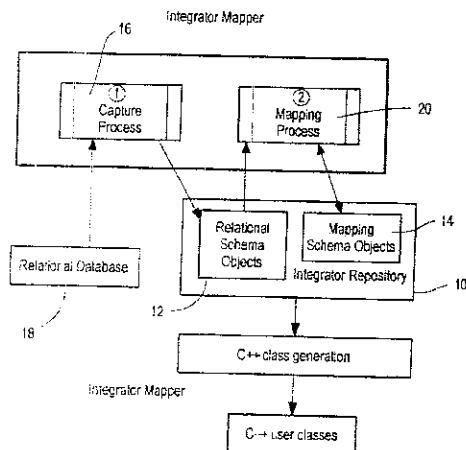 Integrator Mapper
16
1
Capture
Process
2
Mapping
Process
20
Relational
Schema
Objects
Mapping
Schema Objects
14
Integrator Repository
10
Relational Database
18
12
C++ class generation
Integrator Mapper
C++ user classes